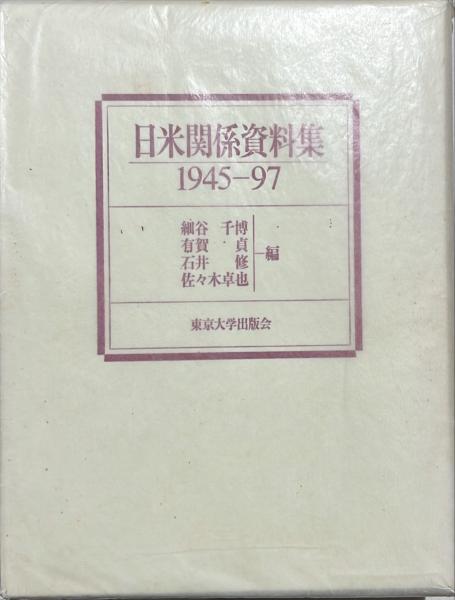 日米関係資料集
1945-97
細谷 千博
有賀 貞
石井 修
佐々木卓也
編
東京大学出版会